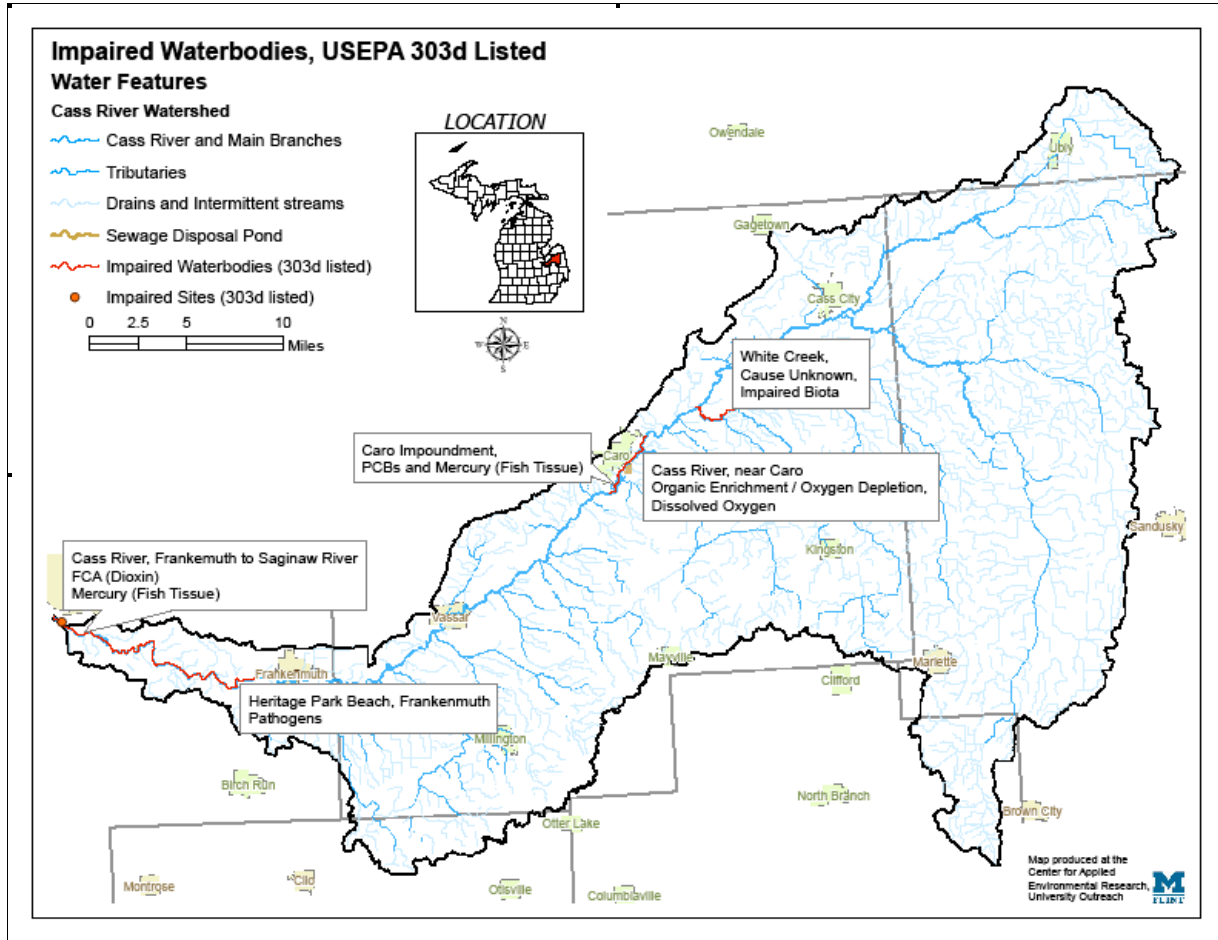 Impaired Waterbodies, USEPA 303d Listed
Water Features
Cass River Watershed
Cass River and Main Branches
Tributaries
Drains and Intermittent streams
Sewage Disposal Pond
Impaired Waterbodies (303d listed)
Impaired Sites (303d listed)
0 2.5 5 10
Miles
LOCATION
N
W E
S
Owendale
Ubly
Gagetown
Cass City
White Creek,
Cause Unknown,
Impaired Biota
Caro Impoundment,
PCBs and Mercury (Fish Tissue)
Caro
Cass River, near Caro
Organic Enrichment / Oxygen Depletion,
Dissolved Oxygen
Sandusky
Kingston
Cass River, Frankemuth to Saginaw River
FCA (Dioxin)
Mercury (Fish Tissue)
Vassar
Mayville
Marlette
Frankenmuth
Clifford
Heritage Park Beach, Frankenmuth
Pathogens
Millington
Birch Run
North Branch
Brown City
Otter Lake
Montrose
Clio
Otisville
Columbiaville
Map produced at the
Center for Applied
Environmental Research,
University Outreach
M
FLINT